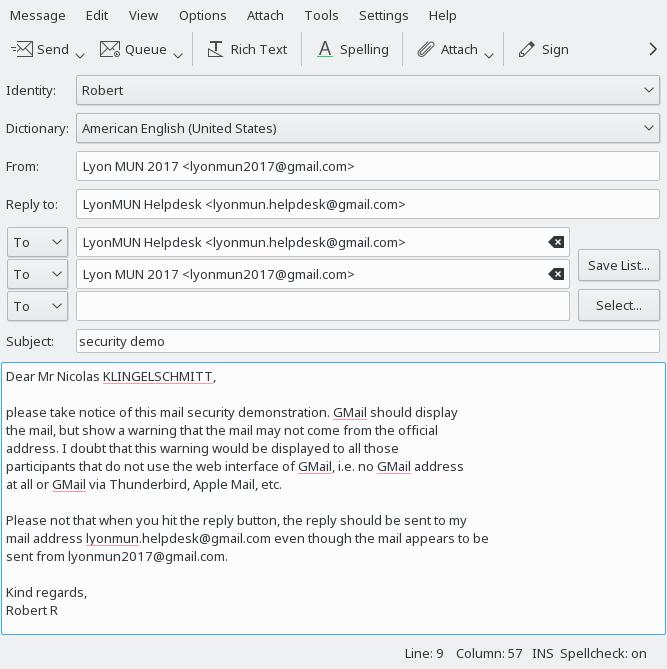 Message Edit View Options Attach Tools Settings Help
Send Queue Rich Text Spelling Attach Sign
Identity: Robert
Dictionary: American English (United States)
From: Lyon MUN 2017 <lyonmun2017@gmail.com>
Reply to: LyonMUN Helpdesk <lyonmun.helpdesk@gmail.com>
To LyonMUN Helpdesk <lyonmun.helpdesk@gmail.com>
Save List...
To Lyon MUN 2017 <lyonmun2017@gmail.com>
To Select...
Subject: security demo
Dear Mr Nicolas KLINGELSCHMITT,
please take notice of this mail security demonstration. GMail should display
the mail, but show a warning that the mail may not come from the official
address. I doubt that this warning would be displayed to all those
participants that do not use the web interface of GMail, i.e. no GMail address
at all or GMail via Thunderbird, Apple Mail, etc.
Please not that when you hit the reply button, the reply should be sent to my
mail address lyonmun.helpdesk@gmail.com even though the mail appears to be
sent from lyonmun2017@gmail.com.
Kind regards,
Robert R
Line: 9 Column: 57 INS Spellcheck: on